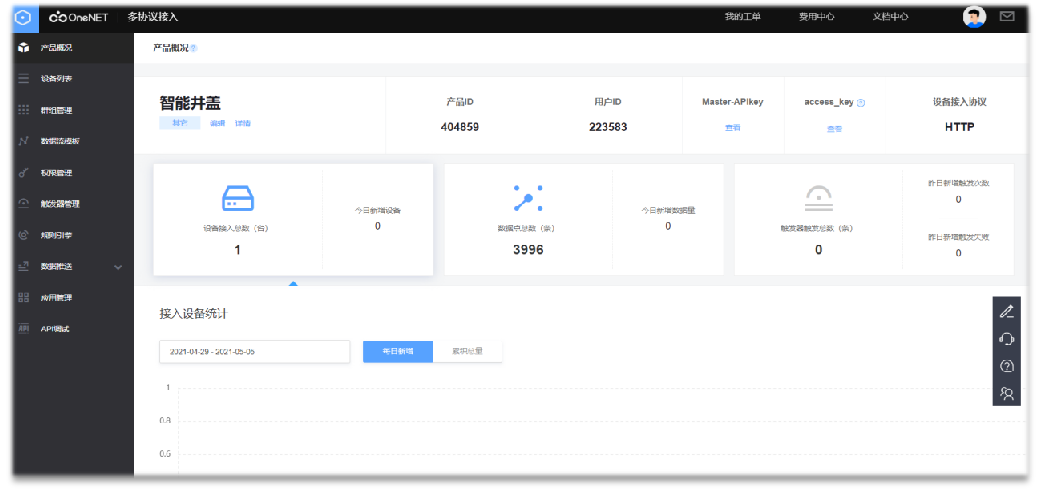 OneNET 多协议接入 我的工单 费用中心 文档中心
产品概况
设备列表
群组管理
数据流模板
权限管理
触发器管理
规则引擎
数据推送
应用管理
API调试
产品概况
智能井盖
其它 编辑 详情
产品ID
404859
用户ID
223583
Master-APIkey
查看
access_key
查看
设备接入协议
HTTP
设备接入总数（台）
1
今日新增设备
0
数据点总数（条）
3996
今日新增数据量
0
触发器触发总数（条）
0
昨日新增触发次数
0
昨日新增触发次数
0
接入设备统计
2021-04-29 - 2021-05-05
每日新增 累积总量
1
0.8
0.6
API